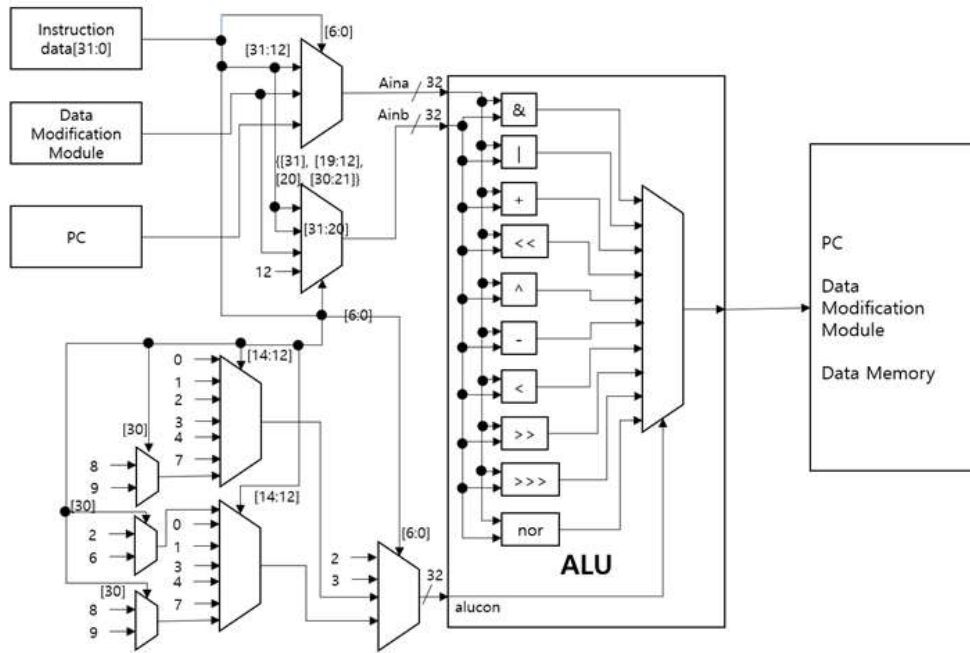 Instruction
data[31:0]
[6:0]
[31:12]
Data
Modification
Module
Aina
32
Ainb
32
{[31], [19:12],
[20], [30:21]}
PC
[31:20]
12
[6:0]
&
|
+
<<
^
-
<
>>
>>>
nor
ALU
alucon
32
PC
Data
Modification
Module
Data Memory
[14:12]
0
1
2
3
4
7
[30]
8
9
[14:12]
[30]
2
6
0
1
3
4
7
[30]
8
9
[6:0]
2
3